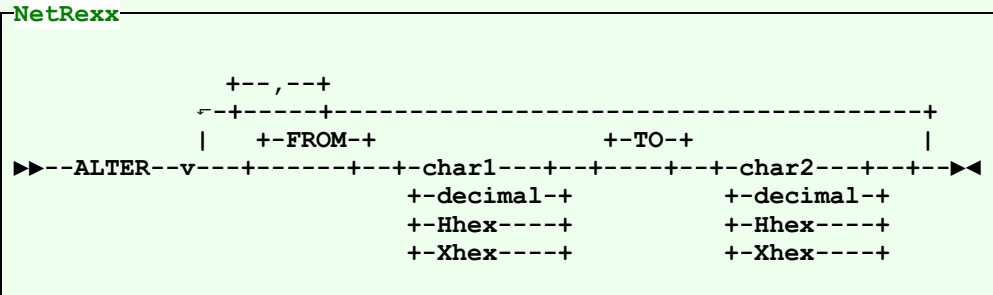 NetRexx
+--,--+
⬐-+-----+---------------------------------------+
| +-FROM-+ +-TO-+ |
►►--ALTER--v---+------+--+-char1---+--+----+--+-char2---+--+--►◄
+-decimal-+ +-decimal-+
+-Hhex----+ +-Hhex----+
+-Xhex----+ +-Xhex----+